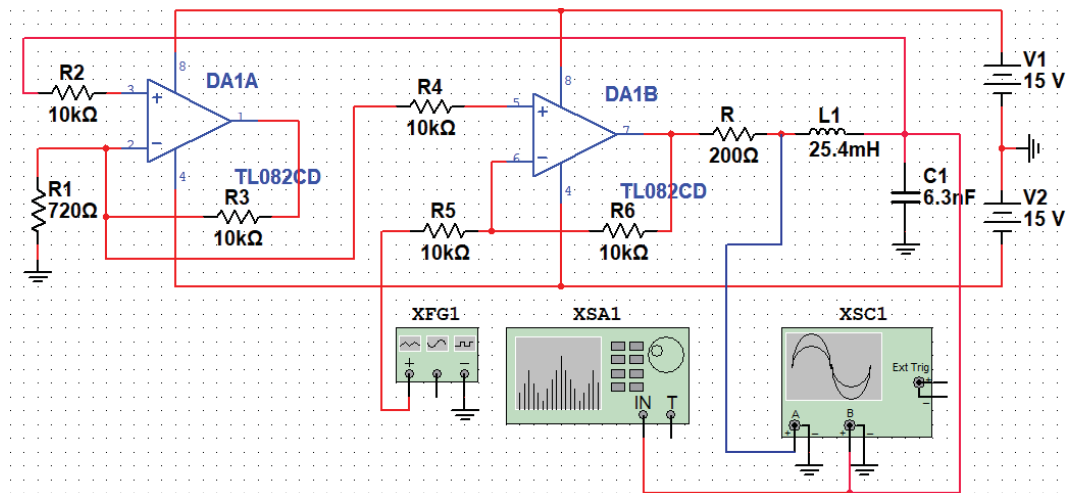 R2
10kΩ
3
2
8
4
1
+
−
DA1A
TL082CD
R1
720Ω
R3
10kΩ
R4
10kΩ
5
6
8
4
7
+
−
DA1B
TL082CD
R5
10kΩ
R6
10kΩ
R
200Ω
L1
25.4mH
C1
6.3nF
V1
15 V
V2
15 V
XFG1
+ −
XSA1
IN T
XSC1
Ext Trig
+
−
A B
+ − + −